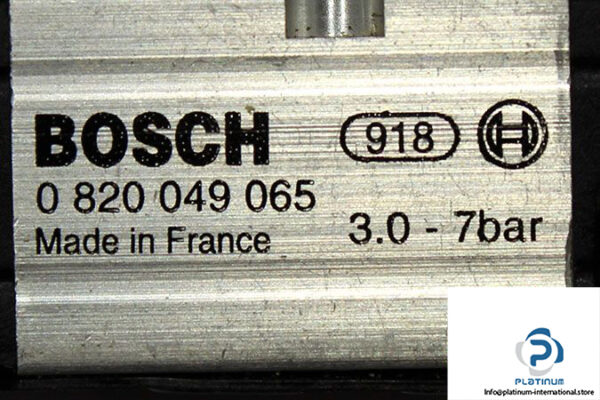 BOSCH 918
0 820 049 065
Made in France 3.0 - 7bar
PLATINUM
Info@platinum-international.store